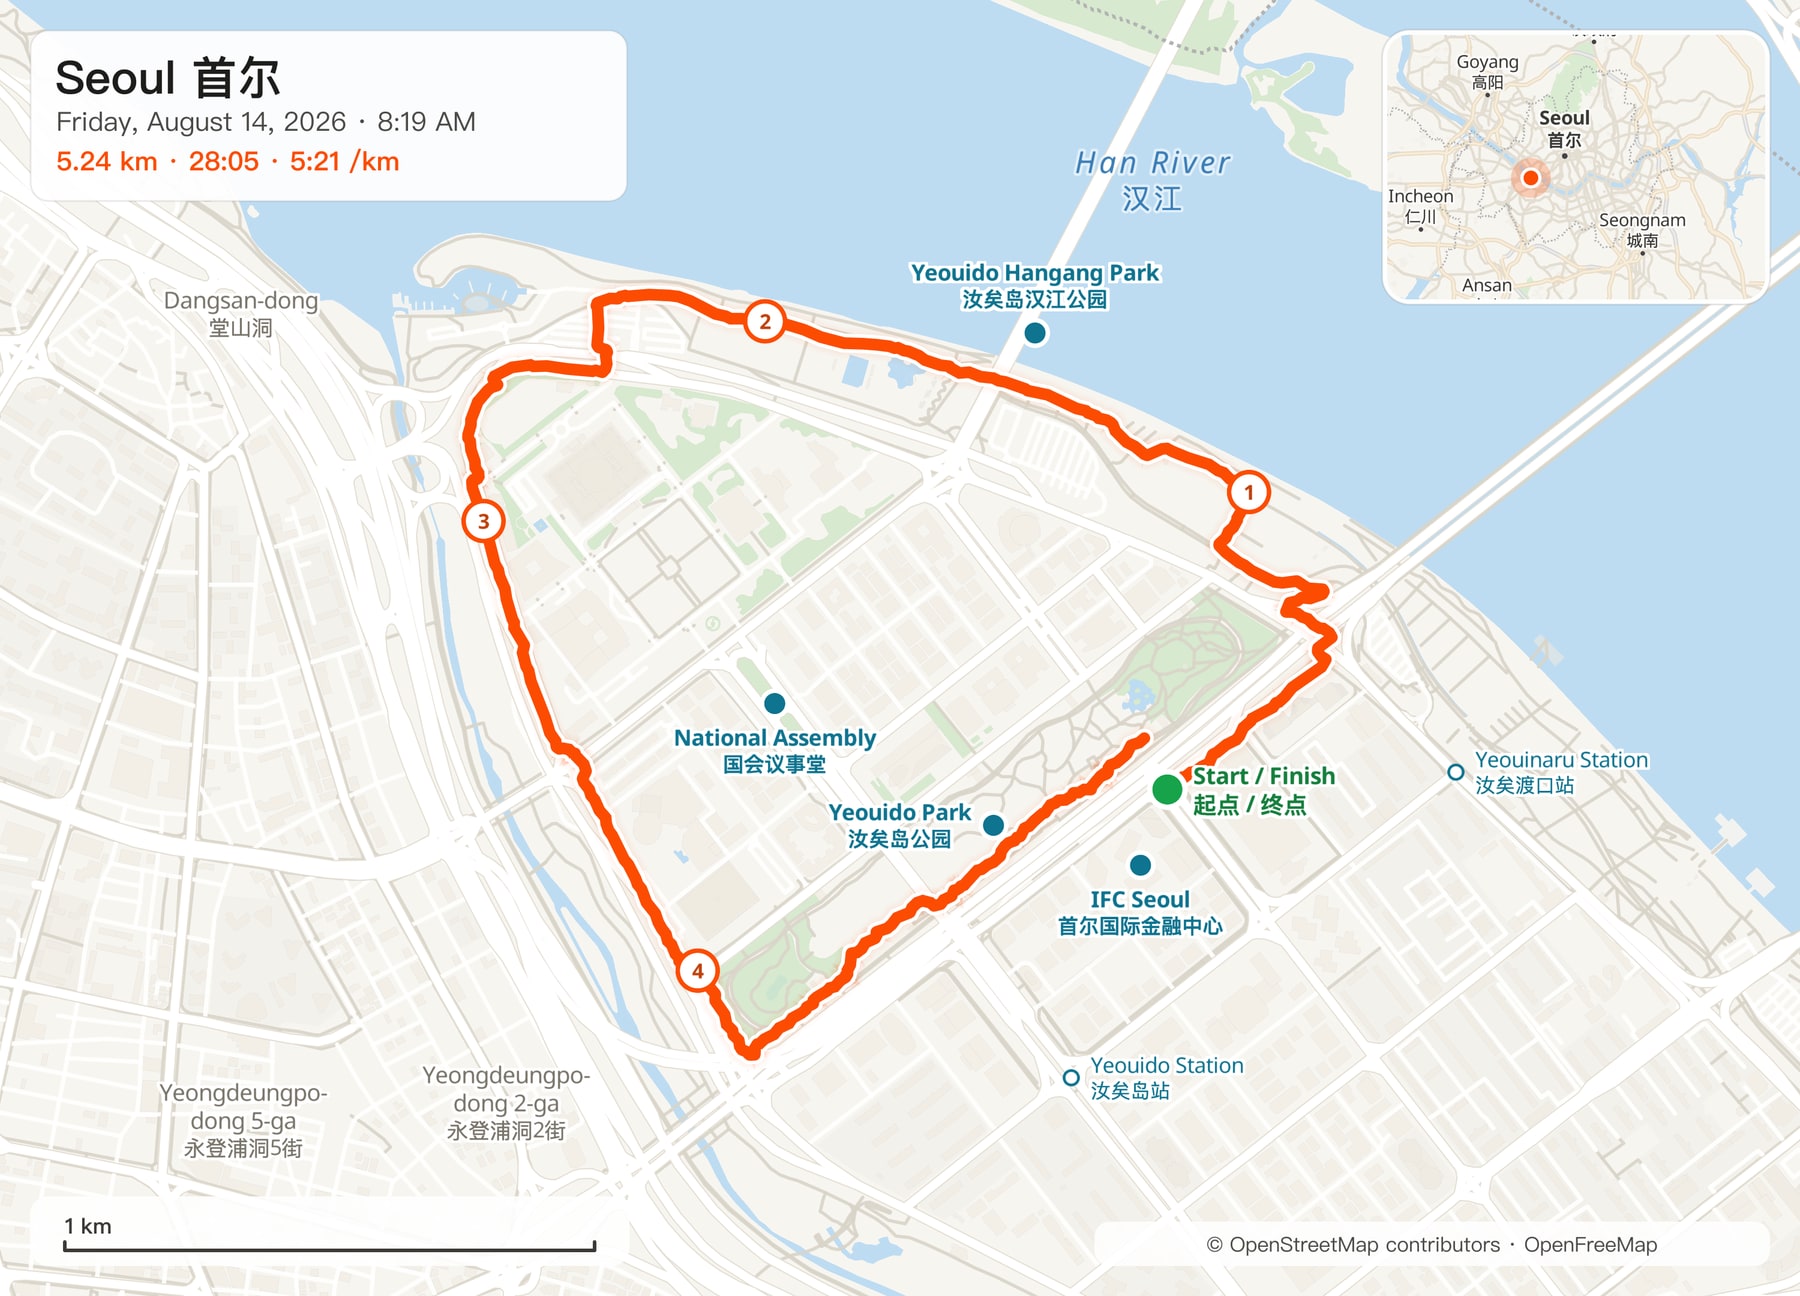 Seoul 首尔
Friday, August 14, 2026 · 8:19 AM
5.24 km · 28:05 · 5:21 /km
Goyang
高阳
Seoul
首尔
Incheon
仁川
Seongnam
城南
Ansan
Han River
汉江
Yeouido Hangang Park
汝矣岛汉江公园
Dangsan-dong
堂山洞
2
1
3
National Assembly
国会议事堂
Yeouinaru Station
汝矣渡口站
Start / Finish
起点 / 终点
Yeouido Park
汝矣岛公园
IFC Seoul
首尔国际金融中心
4
Yeouido Station
汝矣岛站
Yeongdeungpo-
dong 2-ga
永登浦洞2街
Yeongdeungpo-
dong 5-ga
永登浦洞5街
1 km
© OpenStreetMap contributors · OpenFreeMap